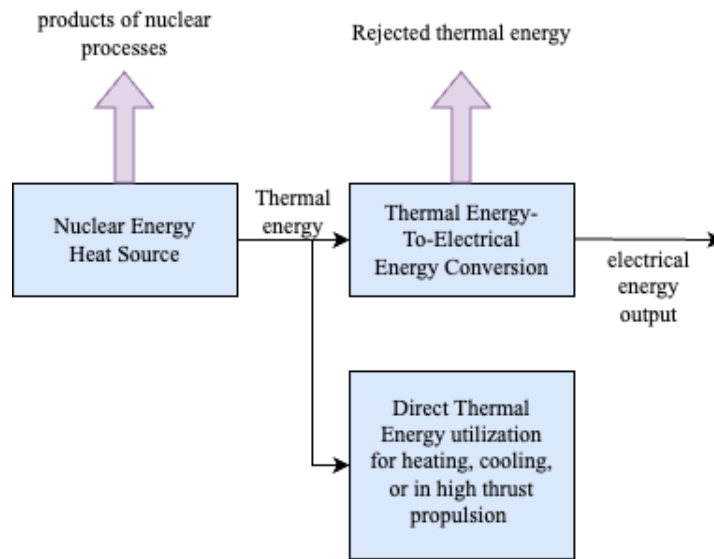 products of nuclear
processes
Rejected thermal energy
Nuclear Energy
Heat Source
Thermal
energy
Thermal Energy-
To-Electrical
Energy Conversion
electrical
energy
output
Direct Thermal
Energy utilization
for heating, cooling,
or in high thrust
propulsion